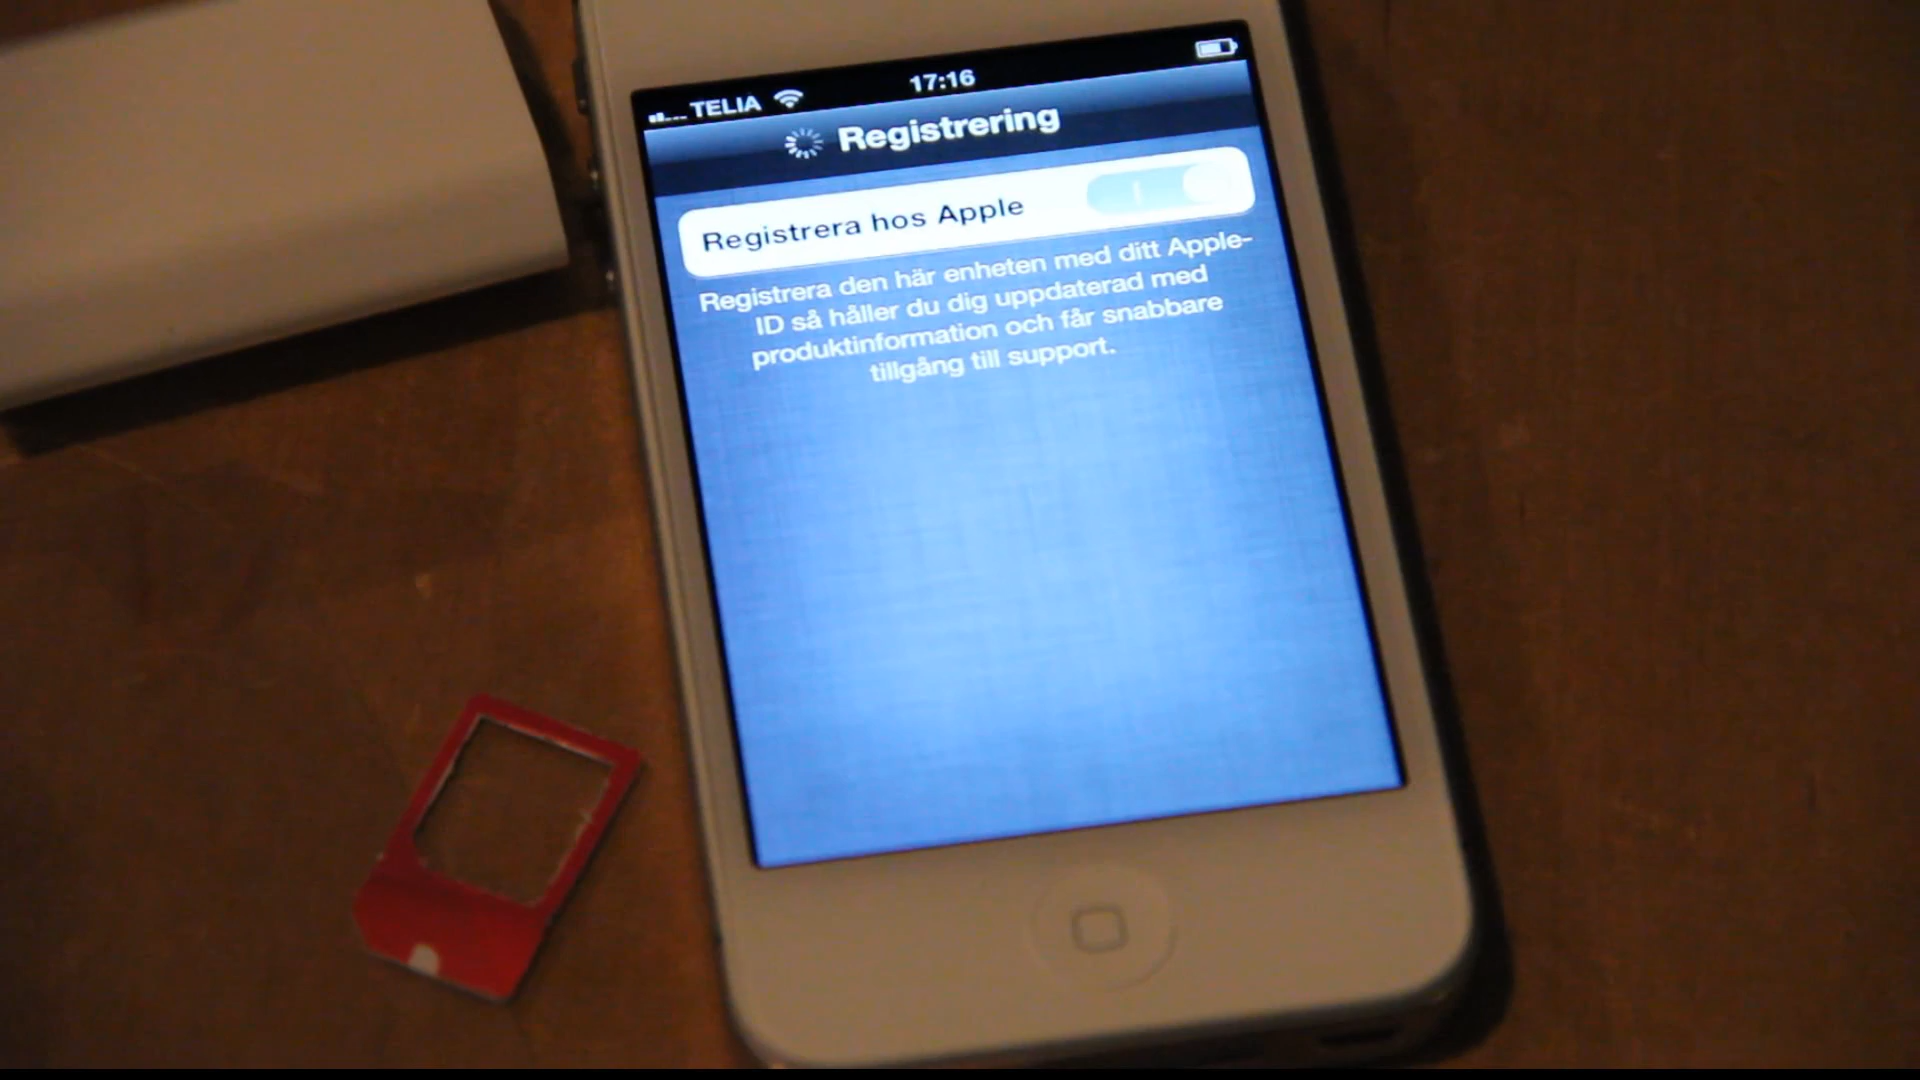 TELIA
17:16
Registrering
Registrera hos Apple
Registrera den här enheten med ditt Apple-
ID så håller du dig uppdaterad med
produktinformation och får snabbare
tillgång till support.